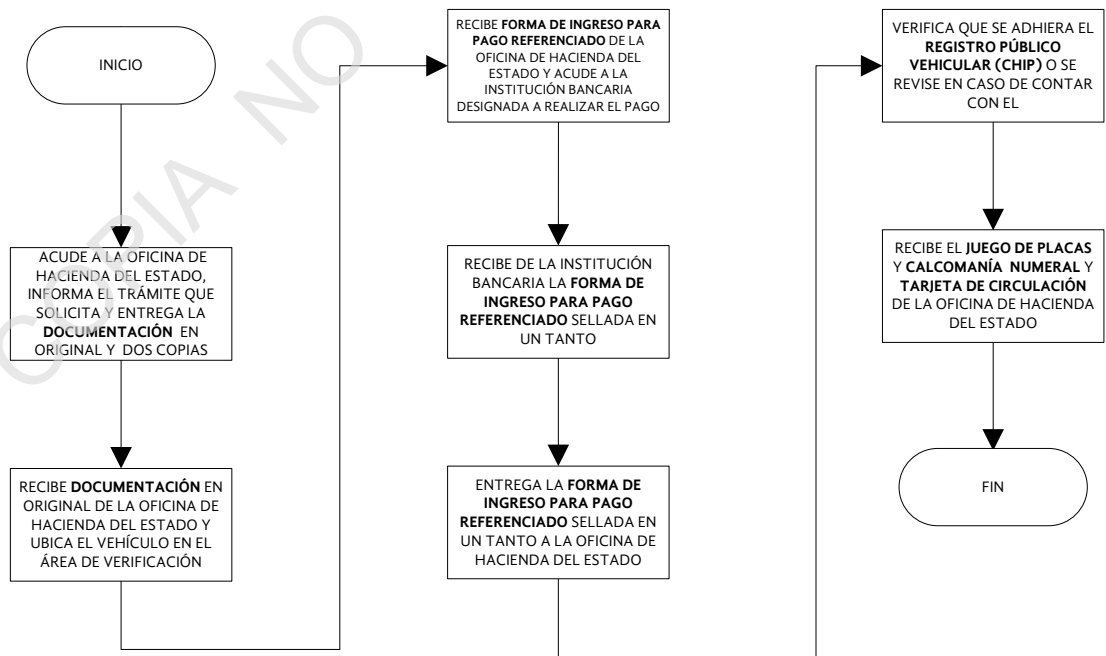 INICIO
ACUDE A LA OFICINA DE
HACIENDA DEL ESTADO,
INFORMA EL TRÁMITE QUE
SOLICITA Y ENTREGA LA
DOCUMENTACIÓN EN
ORIGINAL Y DOS COPIAS
RECIBE DOCUMENTACIÓN EN
ORIGINAL DE LA OFICINA DE
HACIENDA DEL ESTADO Y
UBICA EL VEHÍCULO EN EL
ÁREA DE VERIFICACIÓN
RECIBE FORMA DE INGRESO PARA
PAGO REFERENCIADO DE LA
OFICINA DE HACIENDA DEL
ESTADO Y ACUDE A LA
INSTITUCIÓN BANCARIA
DESIGNADA A REALIZAR EL PAGO
RECIBE DE LA INSTITUCIÓN
BANCARIA LA FORMA DE
INGRESO PARA PAGO
REFERENCIADO SELLADA EN
UN TANTO
ENTREGA LA FORMA DE
INGRESO PARA PAGO
REFERENCIADO SELLADA EN
UN TANTO A LA OFICINA DE
HACIENDA DEL ESTADO
VERIFICA QUE SE ADHIERA EL
REGISTRO PÚBLICO
VEHICULAR (CHIP) O SE
REVISE EN CASO DE CONTAR
CON EL
RECIBE EL JUEGO DE PLACAS
Y CALCOMANÍA NUMERAL Y
TARJETA DE CIRCULACIÓN
DE LA OFICINA DE HACIENDA
DEL ESTADO
FIN
COPIA NO